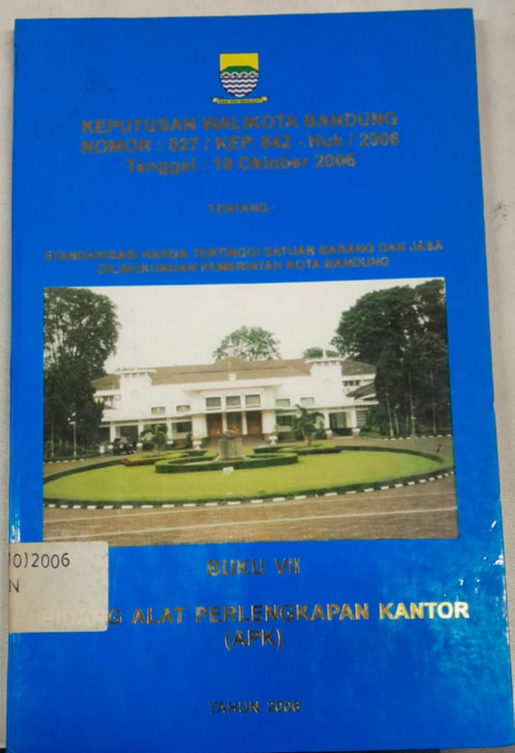 KEPUTUSAN WALIKOTA BANDUNG
NOMOR : 027 / KEP. 842 - Huk / 2006
Tanggal : 19 Oktober 2006
TENTANG :
STANDARISASI HARGA TERTINGGI SATUAN BARANG DAN JASA
DILINGKUNGAN PEMERINTAH KOTA BANDUNG
0)2006
N
BUKU VII
BIDANG ALAT PERLENGKAPAN KANTOR
(APK)
TAHUN 2006